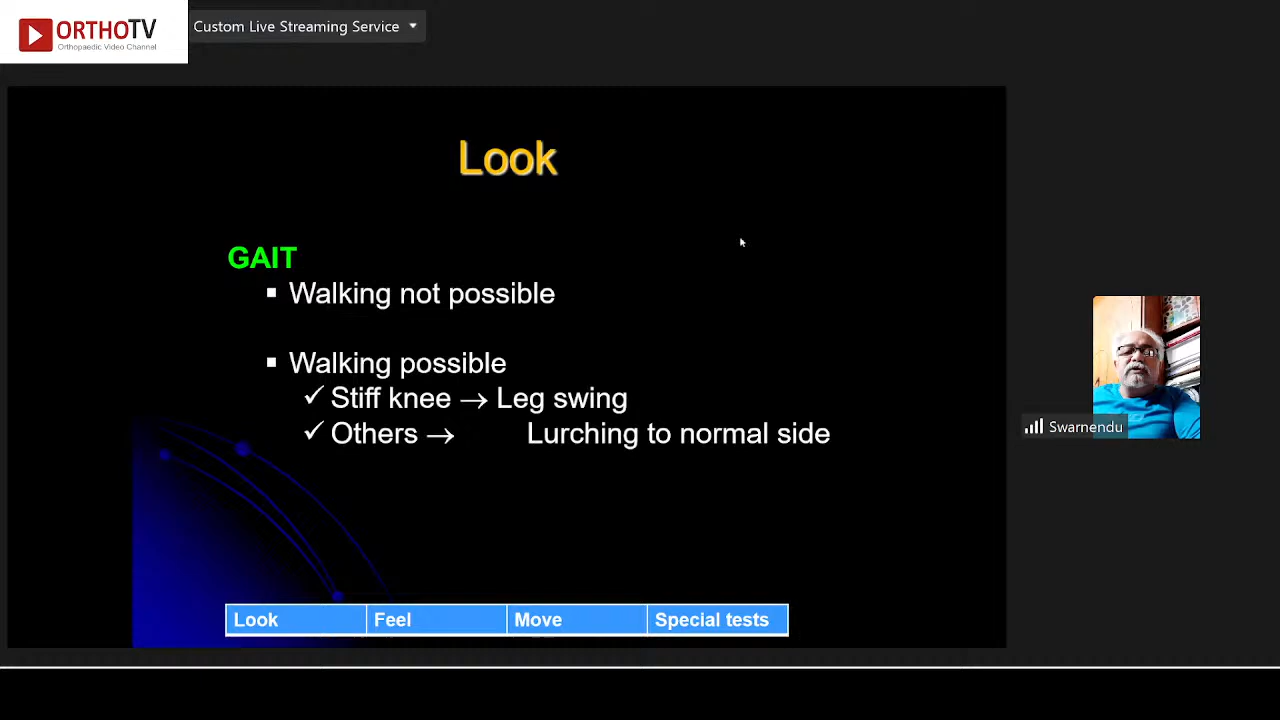 ORTHOTV
Orthopaedic Video Channel
Custom Live Streaming Service
Look
GAIT
▪ Walking not possible
▪ Walking possible
✓ Stiff knee → Leg swing
✓ Others → Lurching to normal side
Swarnendu
Look Feel Move Special tests